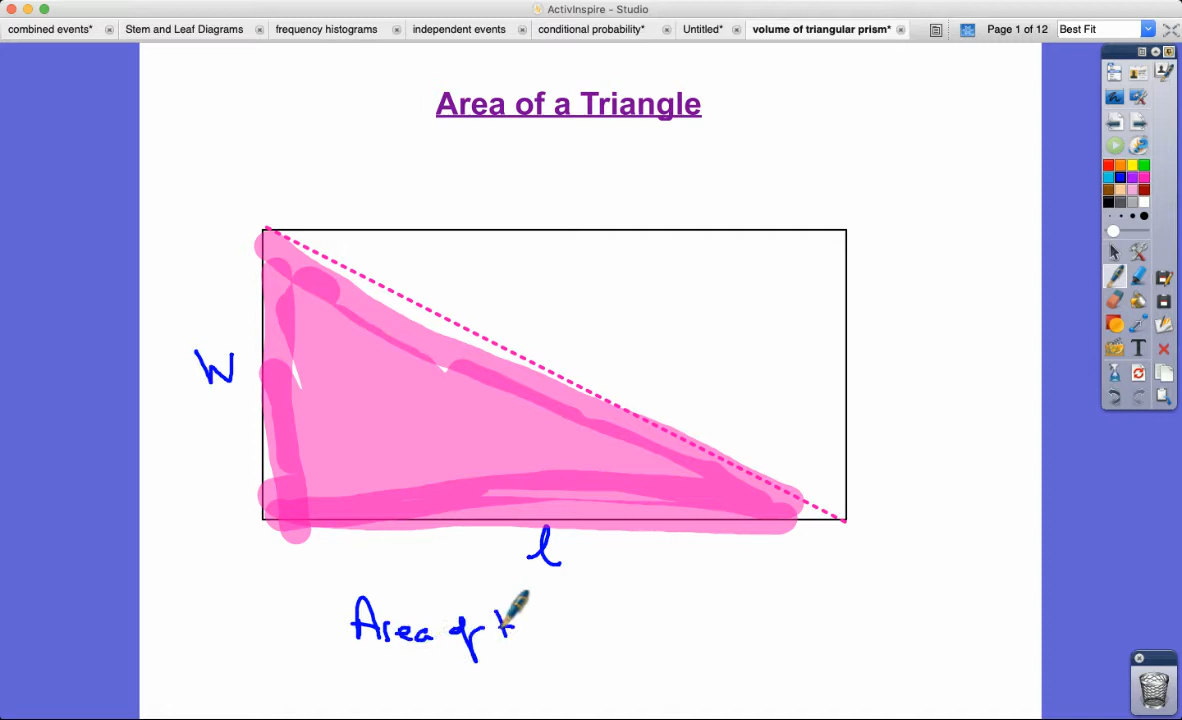 ActivInspire - Studio
combined events* Stem and Leaf Diagrams frequency histograms independent events conditional probability* Untitled* volume of triangular prism* Page 1 of 12 Best Fit
Area of a Triangle
W
l
Area of t